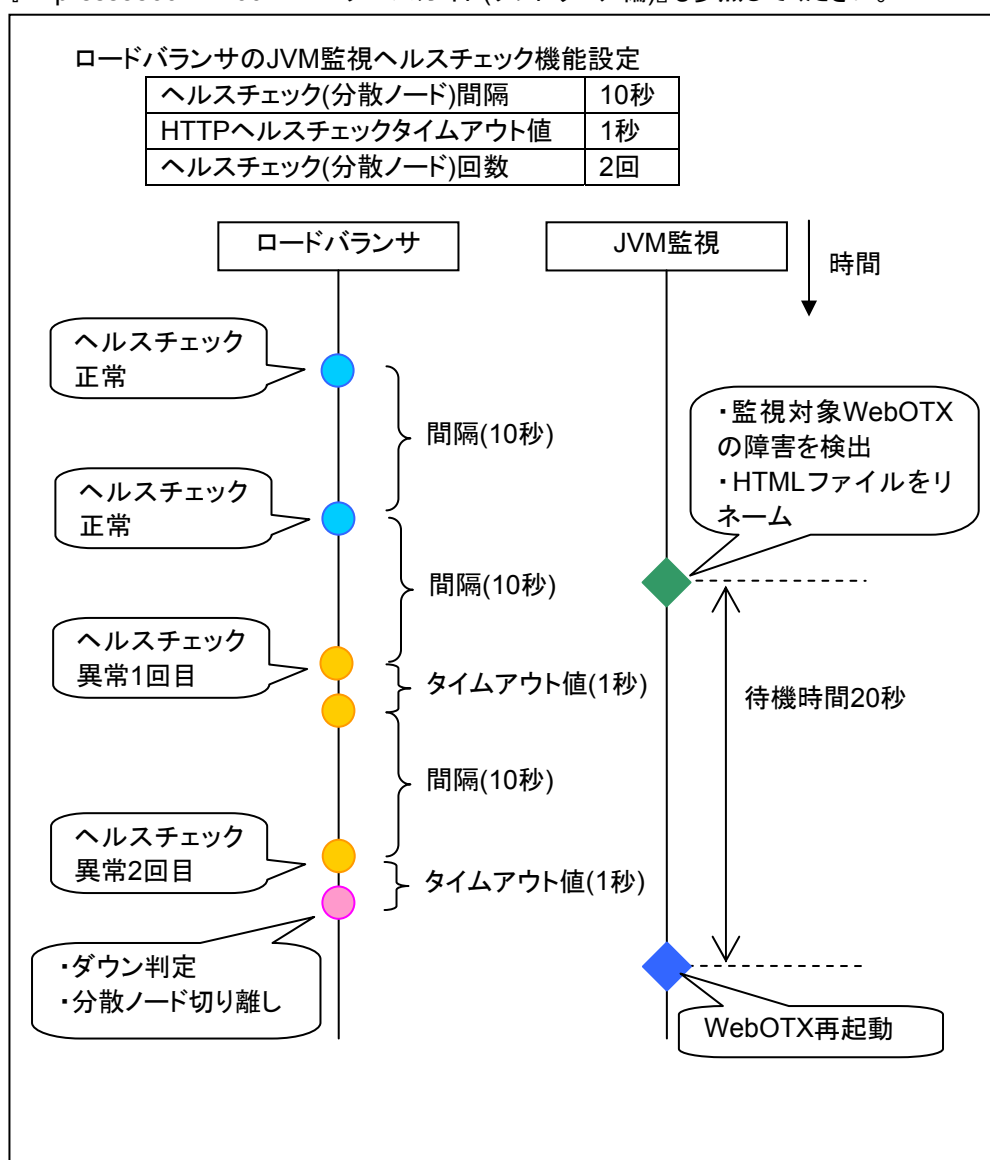 ロードバランサのJVM監視ヘルスチェック機能設定
ヘルスチェック(分散ノード)間隔 10秒
HTTPヘルスチェックタイムアウト値 1秒
ヘルスチェック(分散ノード)回数 2回
ロードバランサ
JVM監視
時間
ヘルスチェック
正常
間隔(10秒)
・監視対象WebOTX
の障害を検出
・HTMLファイルをリ
ネーム
ヘルスチェック
正常
間隔(10秒)
ヘルスチェック
異常1回目
タイムアウト値(1秒)
待機時間20秒
間隔(10秒)
ヘルスチェック
異常2回目
タイムアウト値(1秒)
・ダウン判定
・分散ノード切り離し
WebOTX再起動